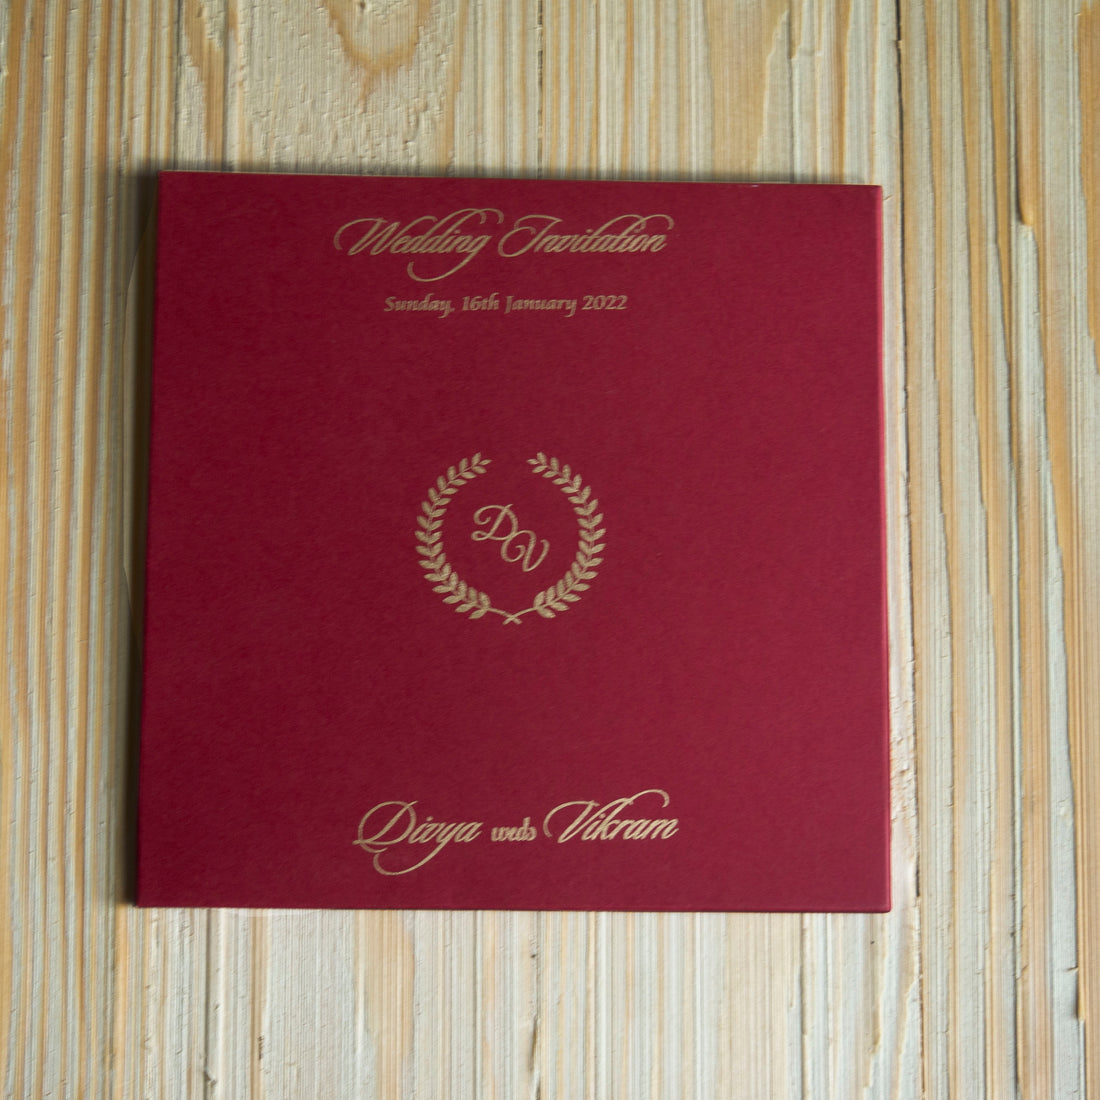 Wedding Invitation
Sunday, 16th January 2022
DV
Divya weds Vikram